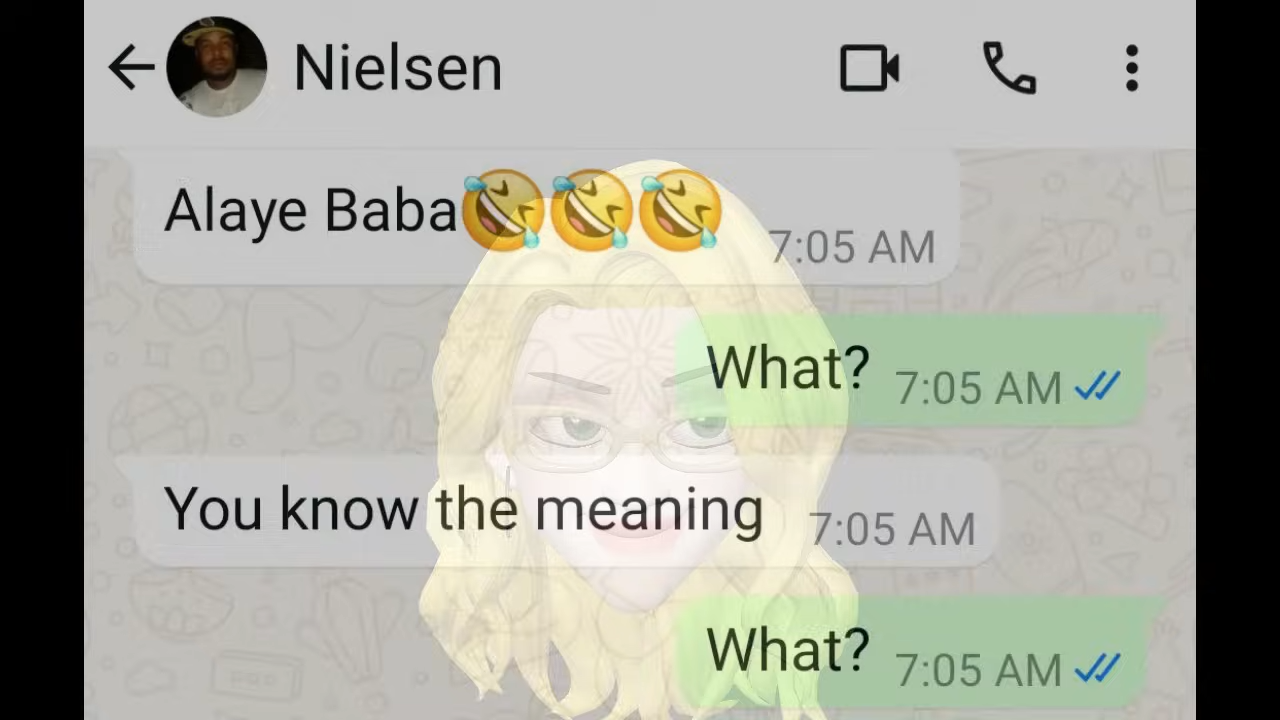 Nielsen
Alaye Baba🤣🤣🤣 7:05 AM
What? 7:05 AM
You know the meaning 7:05 AM
What? 7:05 AM